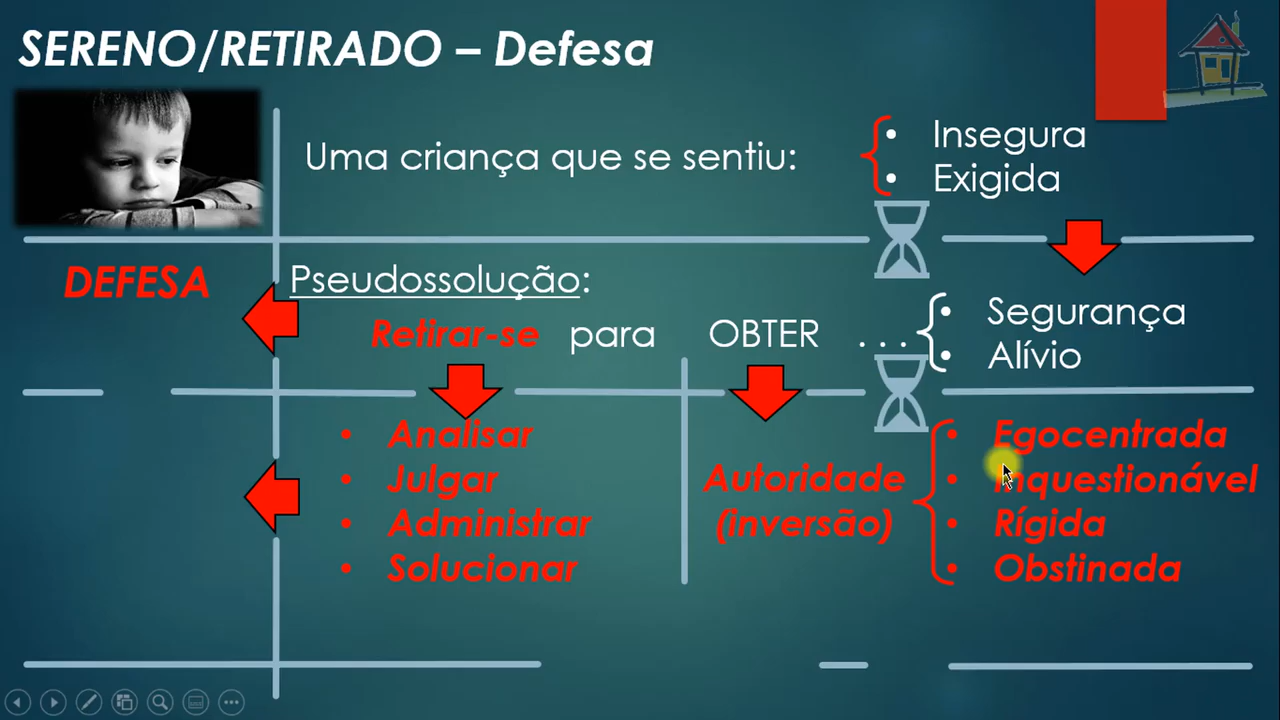 SERENO/RETIRADO – Defesa
Uma criança que se sentiu:
• Insegura
• Exigida
DEFESA
Pseudossolução:
Retirar-se para OBTER ...
• Segurança
• Alívio
• Analisar
• Julgar
• Administrar
• Solucionar
Autoridade
(inversão)
• Egocentrada
• Inquestionável
• Rígida
• Obstinada